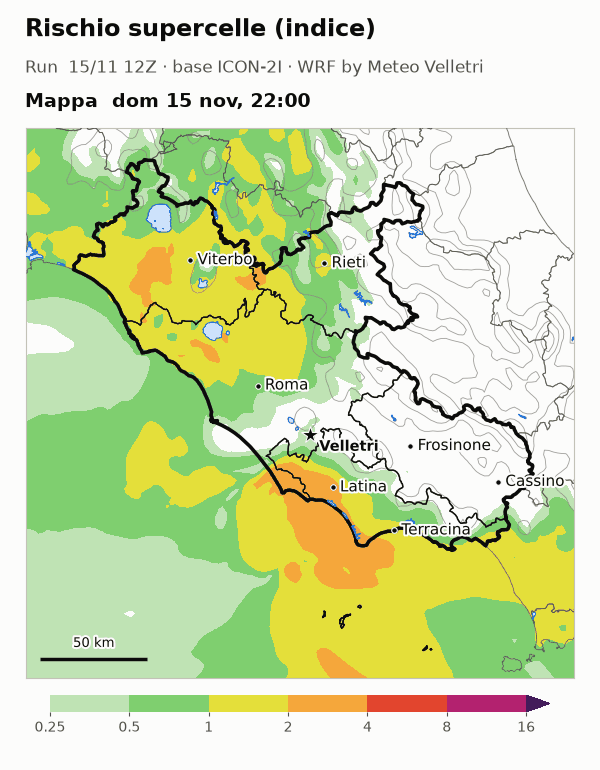 Rischio supercelle (indice)
Run  15/11 12Z · base ICON-2I · WRF by Meteo Velletri
Mappa  dom 15 nov, 22:00
Viterbo
Rieti
Roma
Velletri
Frosinone
Cassino
Latina
Terracina
50 km
0.25 0.5 1 2 4 8 16